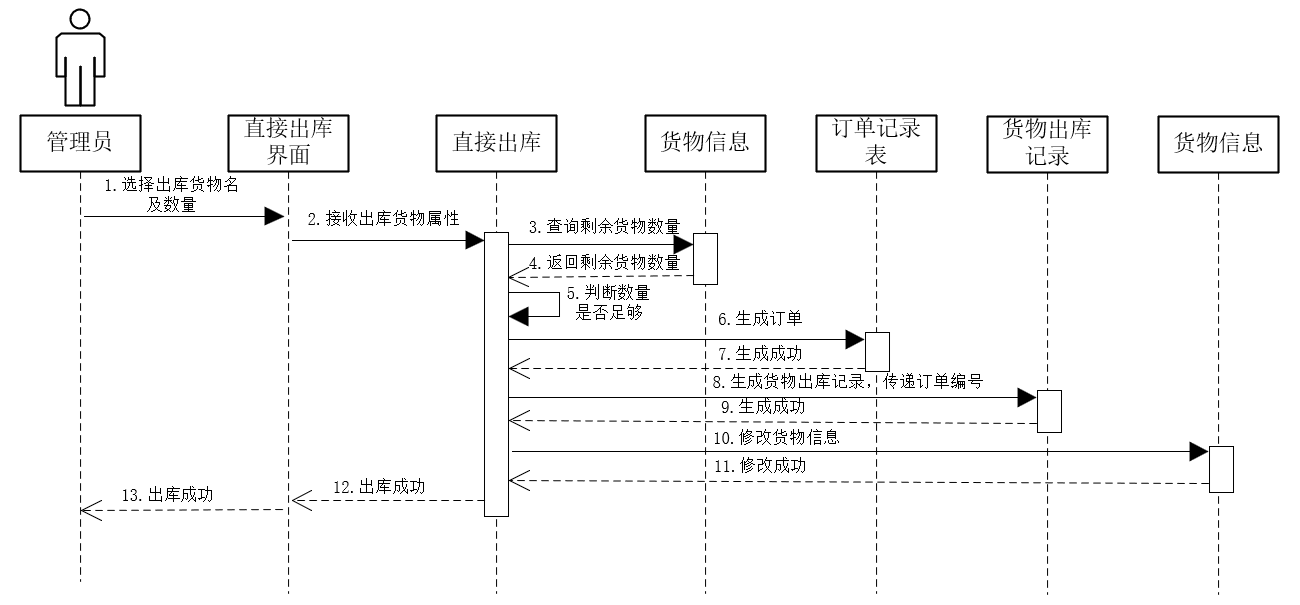 管理员
直接出库
界面
直接出库
货物信息
订单记录
表
货物出库
记录
货物信息
1.选择出库货物名
及数量
2.接收出库货物属性
3.查询剩余货物数量
4.返回剩余货物数量
5.判断数量
是否足够
6.生成订单
7.生成成功
8.生成货物出库记录，传递订单编号
9.生成成功
10.修改货物信息
11.修改成功
12.出库成功
13.出库成功